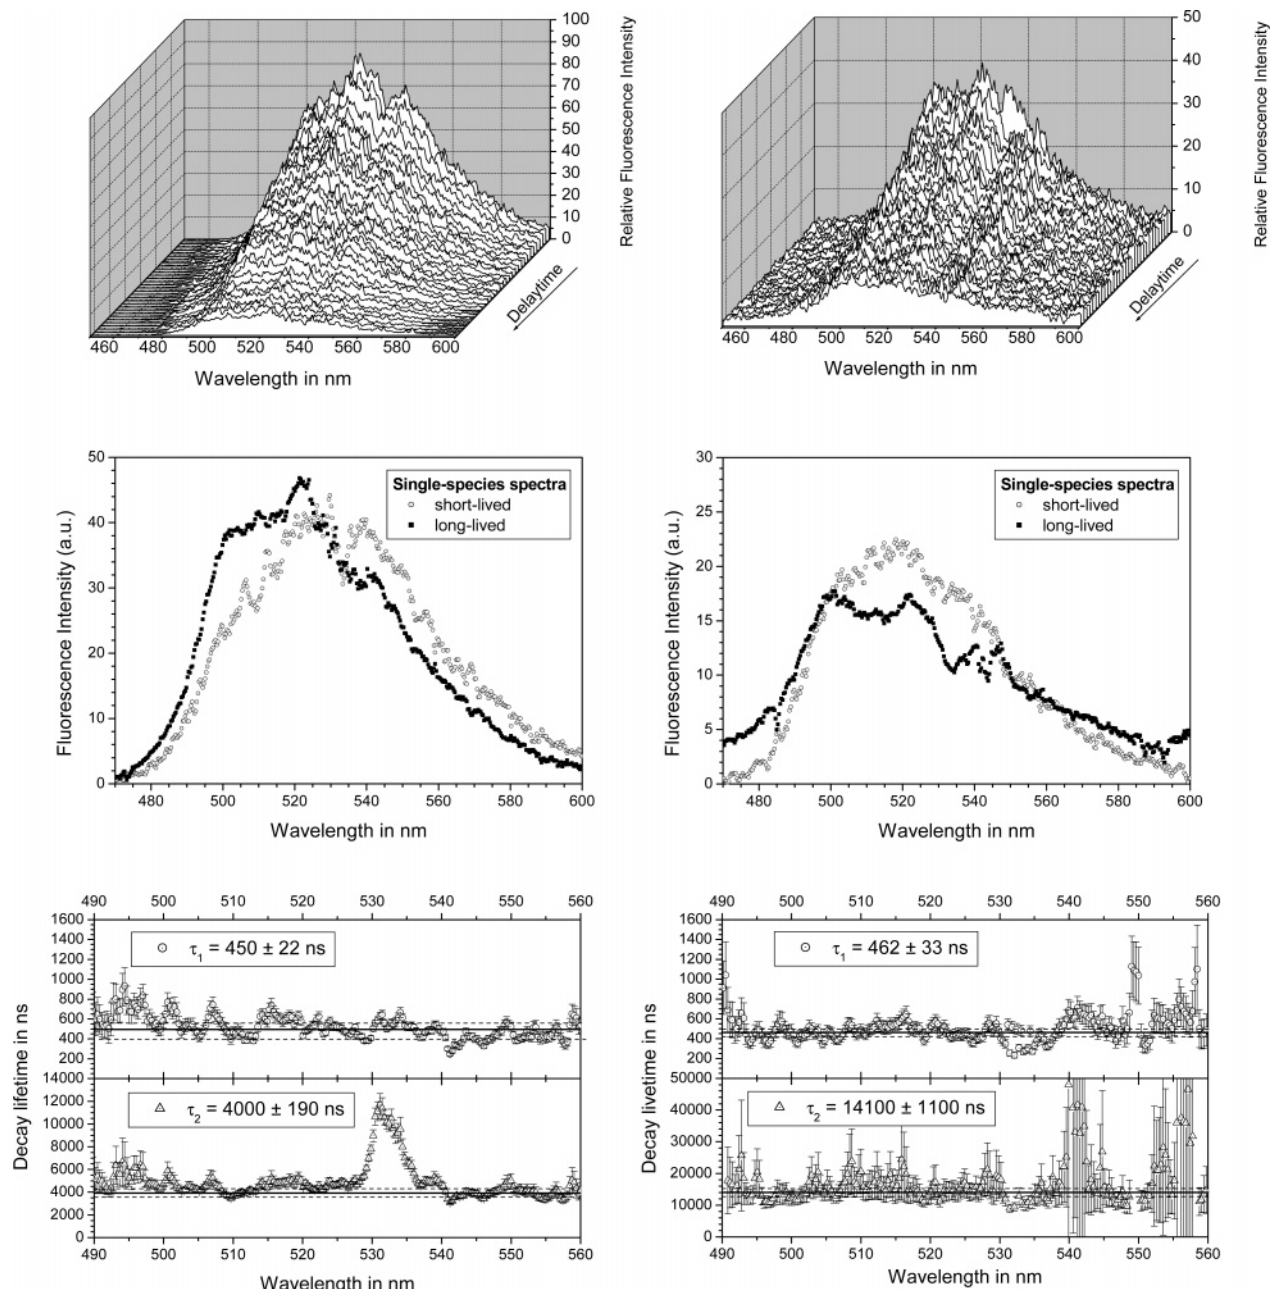 100
90
80
70
60
50
40
30
20
10
0
Relative Fluorescence Intensity
Delaytime
460 480 500 520 540 560 580 600
Wavelength in nm
50
40
30
20
10
0
Relative Fluorescence Intensity
Delaytime
460 480 500 520 540 560 580 600
Wavelength in nm
50
40
30
20
10
0
Fluorescence Intensity (a.u.)
Single-species spectra
short-lived
long-lived
480 500 520 540 560 580 600
Wavelength in nm
30
25
20
15
10
5
0
Fluorescence Intensity (a.u.)
Single-species spectra
short-lived
long-lived
480 500 520 540 560 580 600
Wavelength in nm
490 500 510 520 530 540 550 560
1600
1400
1200
1000
800
600
400
200
τ1 = 450 ± 22 ns
14000
12000
10000
8000
6000
4000
2000
0
τ2 = 4000 ± 190 ns
Decay lifetime in ns
490 500 510 520 530 540 550 560
Wavelength in nm
490 500 510 520 530 540 550 560
1600
1400
1200
1000
800
600
400
200
τ1 = 462 ± 33 ns
50000
40000
30000
20000
10000
0
τ2 = 14100 ± 1100 ns
Decay livetime in ns
490 500 510 520 530 540 550 560
Wavelength in nm